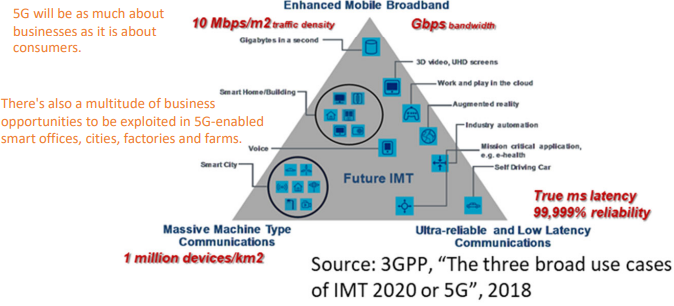 Enhanced Mobile Broadband
5G will be as much about
businesses as it is about
consumers.
10 Mbps/m2 traffic density
Gbps bandwidth
Gigabytes in a second
3D video, UHD screens
Work and play in the cloud
Smart Home/Building
Augmented reality
There's also a multitude of business
opportunities to be exploited in 5G-enabled
smart offices, cities, factories and farms.
Industry automation
Voice
Mission critical application,
e.g. e-health
Smart City
Self Driving Car
Future IMT
True ms latency
99,999% reliability
Massive Machine Type
Communications
1 million devices/km2
Ultra-reliable and Low Latency
Communications
Source: 3GPP, “The three broad use cases
of IMT 2020 or 5G”, 2018